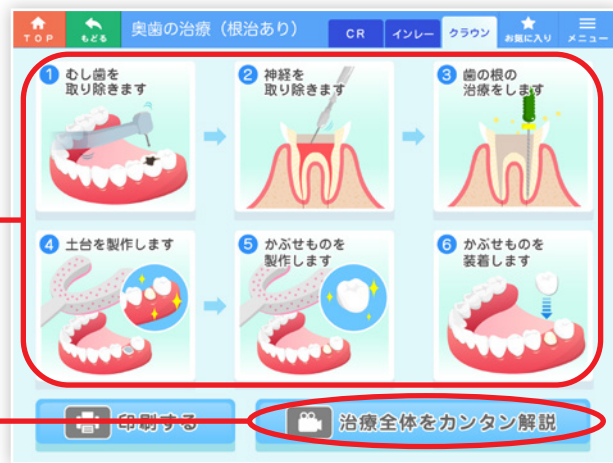 TOP
もどる
奥歯の治療（根治あり）
CR
インレー
クラウン
お気に入り
メニュー
1 むし歯を
取り除きます
2 神経を
取り除きます
3 歯の根の
治療をします
4 土台を製作します
5 かぶせものを
製作します
6 かぶせものを
装着します
印刷する
治療全体をカンタン解説